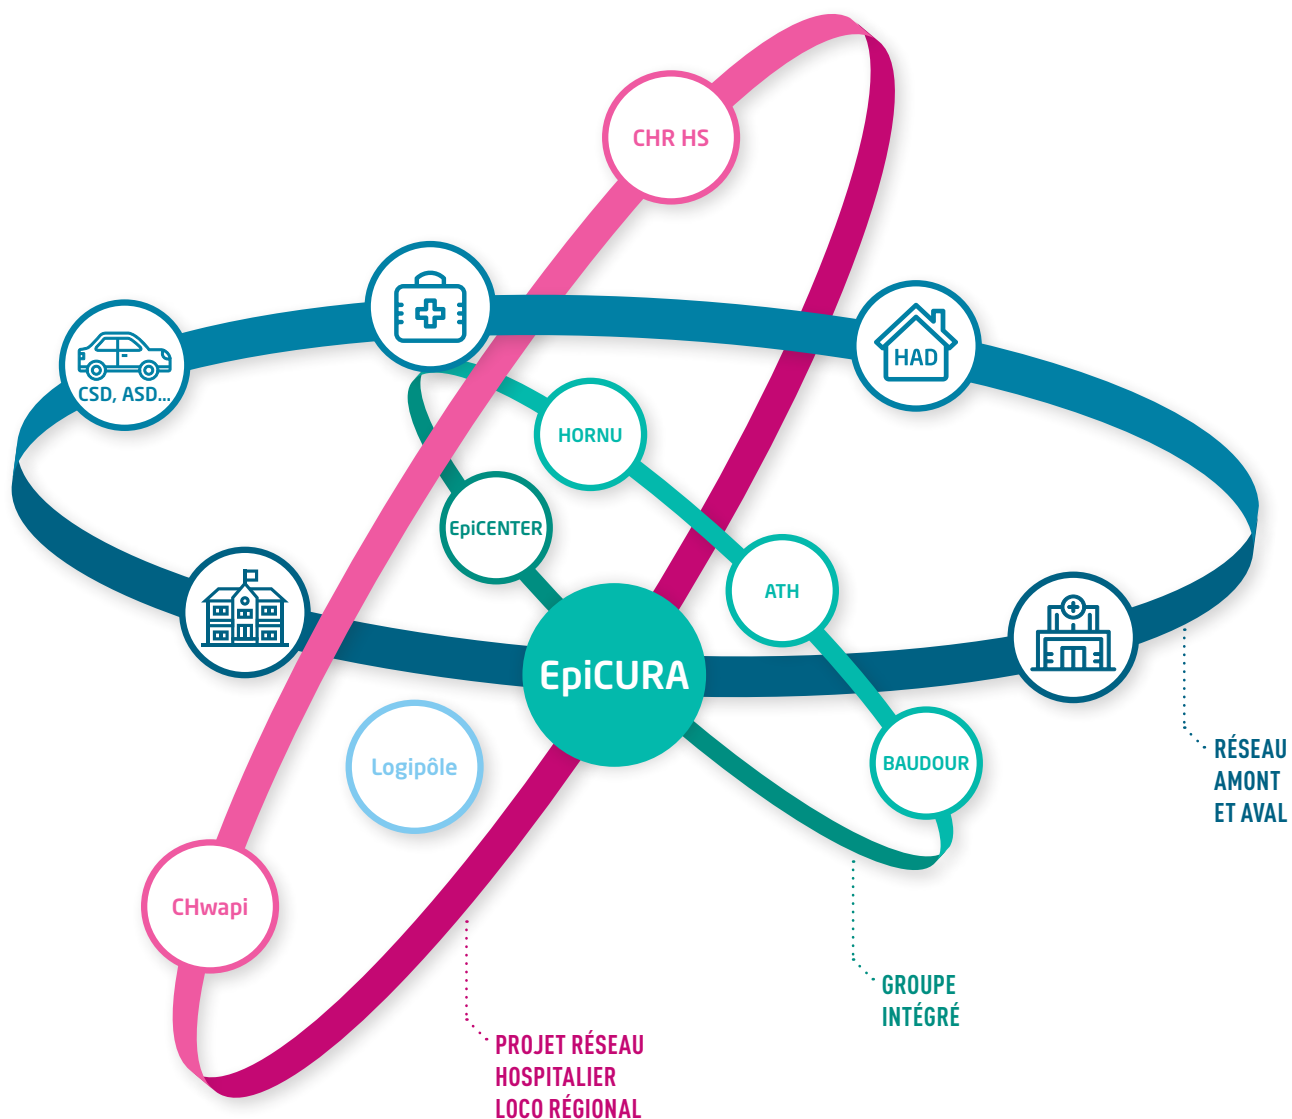 CHR HS
HAD
CSD, ASD...
HORNU
EpiCENTER
ATH
EpiCURA
Logipôle
BAUDOUR
RÉSEAU
AMONT
ET AVAL
CHwapi
GROUPE
INTÉGRÉ
PROJET RÉSEAU
HOSPITALIER
LOCO RÉGIONAL